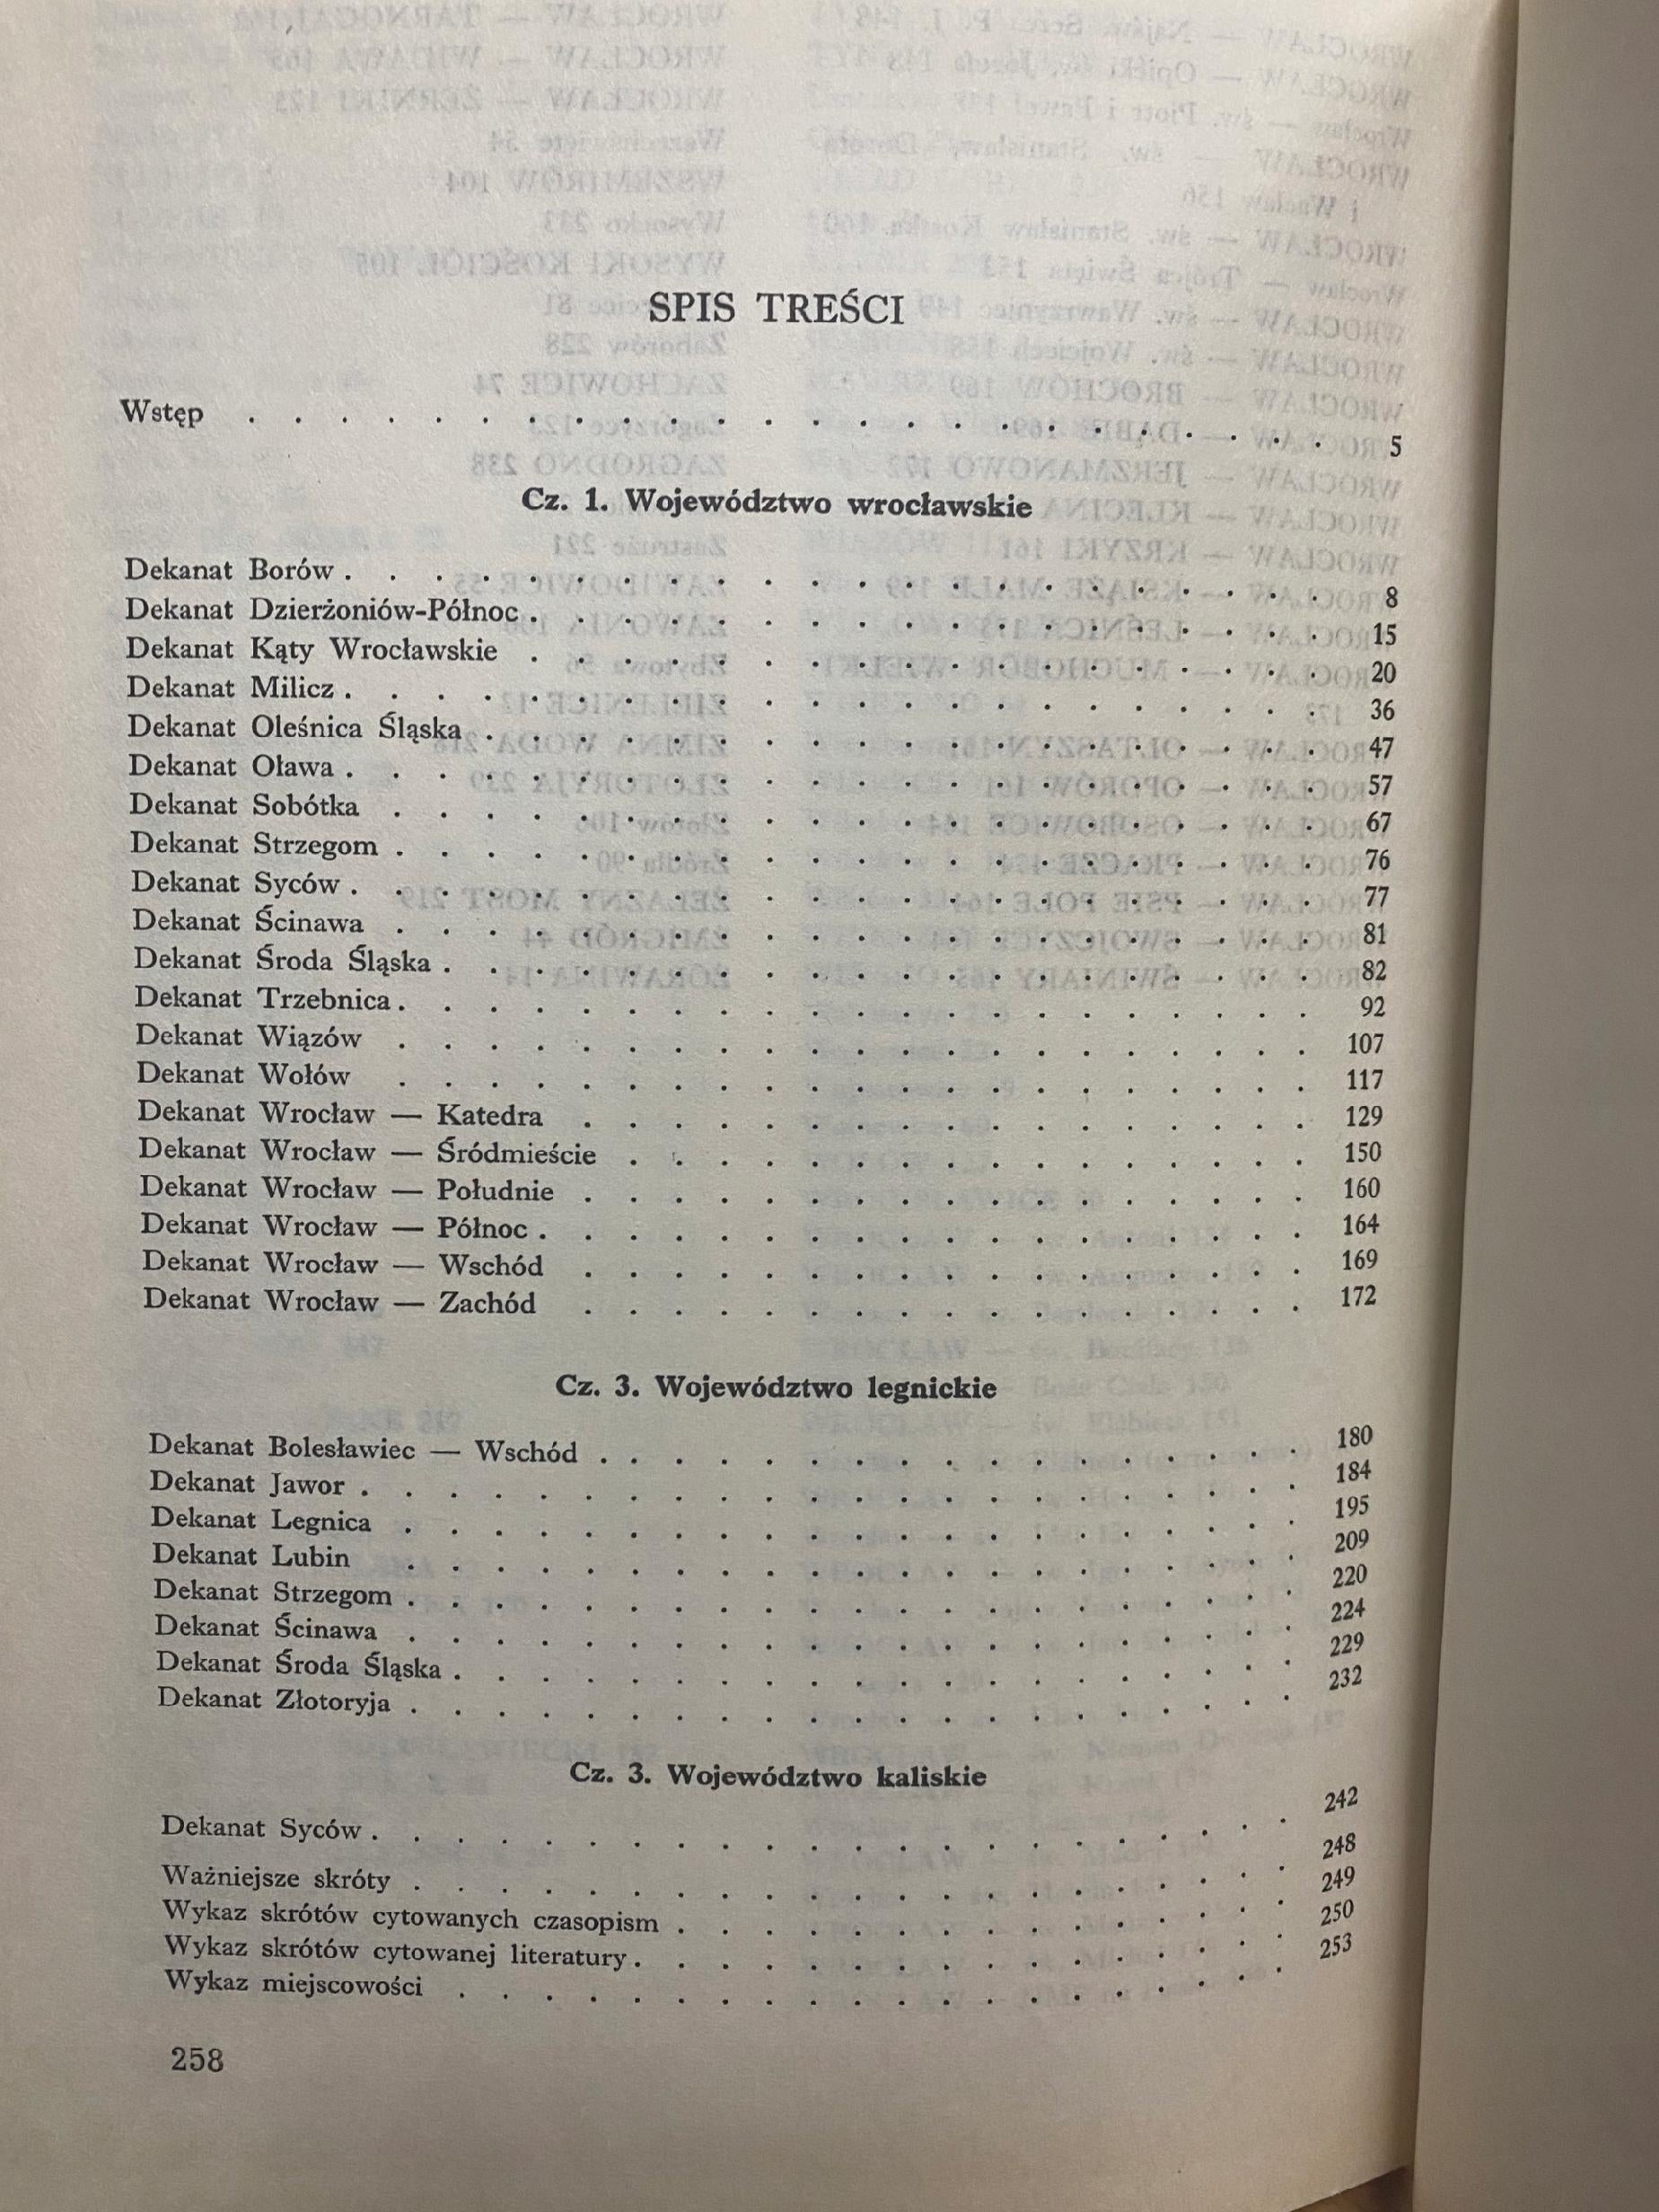 SPIS TREŚCI
Wstęp . . . . . . . . . . . . . . . . . . . . . . . . 5
Cz. 1. Województwo wrocławskie
Dekanat Borów . . . . . . . . . . . . . . . . . . . . . . 8
Dekanat Dzierżoniów-Północ . . . . . . . . . . . . . . . . . . 15
Dekanat Kąty Wrocławskie . . . . . . . . . . . . . . . . . . 20
Dekanat Milicz . . . . . . . . . . . . . . . . . . . . . . 36
Dekanat Oleśnica Śląska . . . . . . . . . . . . . . . . . . . 47
Dekanat Oława . . . . . . . . . . . . . . . . . . . . . . 57
Dekanat Sobótka . . . . . . . . . . . . . . . . . . . . . 67
Dekanat Strzegom . . . . . . . . . . . . . . . . . . . . . 76
Dekanat Syców . . . . . . . . . . . . . . . . . . . . . . 77
Dekanat Ścinawa . . . . . . . . . . . . . . . . . . . . . 81
Dekanat Środa Śląska . . . . . . . . . . . . . . . . . . . . 82
Dekanat Trzebnica . . . . . . . . . . . . . . . . . . . . . 92
Dekanat Wiązów . . . . . . . . . . . . . . . . . . . . . 107
Dekanat Wołów . . . . . . . . . . . . . . . . . . . . . 117
Dekanat Wrocław — Katedra . . . . . . . . . . . . . . . . . 129
Dekanat Wrocław — Śródmieście . . . . . . . . . . . . . . . . 150
Dekanat Wrocław — Południe . . . . . . . . . . . . . . . . . 160
Dekanat Wrocław — Północ . . . . . . . . . . . . . . . . . . 164
Dekanat Wrocław — Wschód . . . . . . . . . . . . . . . . . 169
Dekanat Wrocław — Zachód . . . . . . . . . . . . . . . . . 172
Cz. 3. Województwo legnickie
Dekanat Bolesławiec — Wschód . . . . . . . . . . . . . . . . . 180
Dekanat Jawor . . . . . . . . . . . . . . . . . . . . . . 184
Dekanat Legnica . . . . . . . . . . . . . . . . . . . . . 195
Dekanat Lubin . . . . . . . . . . . . . . . . . . . . . 209
Dekanat Strzegom . . . . . . . . . . . . . . . . . . . . . 220
Dekanat Ścinawa . . . . . . . . . . . . . . . . . . . . . 224
Dekanat Środa Śląska . . . . . . . . . . . . . . . . . . . . 229
Dekanat Złotoryja . . . . . . . . . . . . . . . . . . . . . 232
Cz. 3. Województwo kaliskie
Dekanat Syców . . . . . . . . . . . . . . . . . . . . . . 242
Ważniejsze skróty . . . . . . . . . . . . . . . . . . . . . 248
Wykaz skrótów cytowanych czasopism . . . . . . . . . . . . . . . 249
Wykaz skrótów cytowanej literatury . . . . . . . . . . . . . . . . 250
Wykaz miejscowości . . . . . . . . . . . . . . . . . . . . 253
258